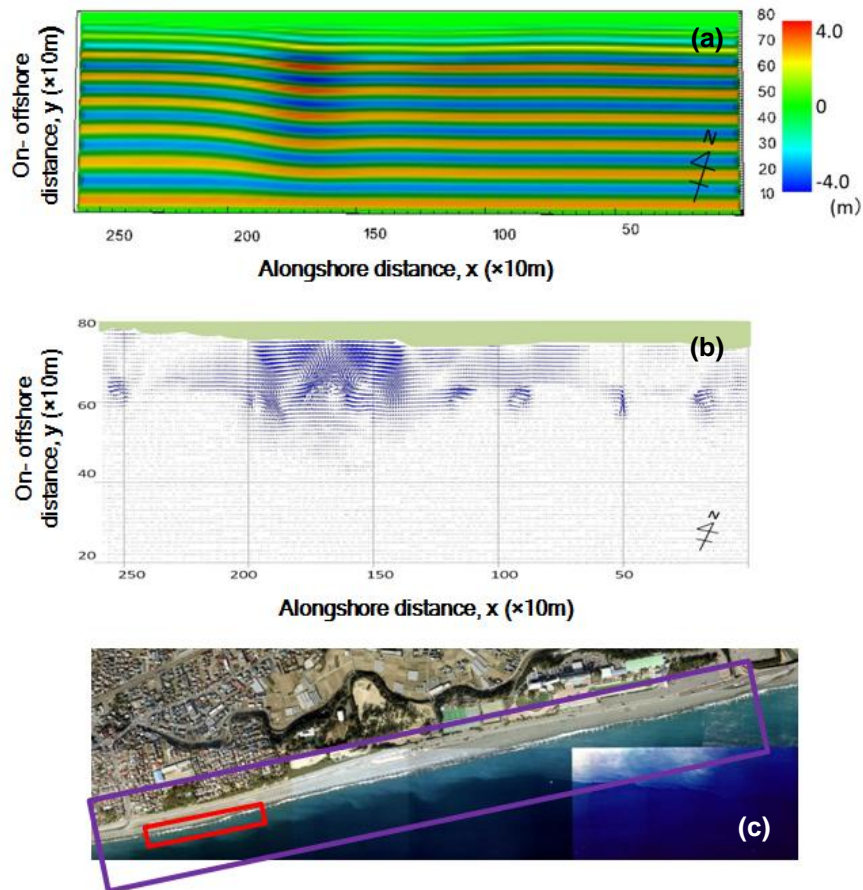 (a)
On- offshore
distance, y (×10m)
80
70
60
50
40
30
20
10
4.0
0
-4.0
(m)
N
250
200
150
100
50
Alongshore distance, x (×10m)
(b)
On- offshore
distance, y (×10m)
80
60
40
20
N
250
200
150
100
50
Alongshore distance, x (×10m)
(c)